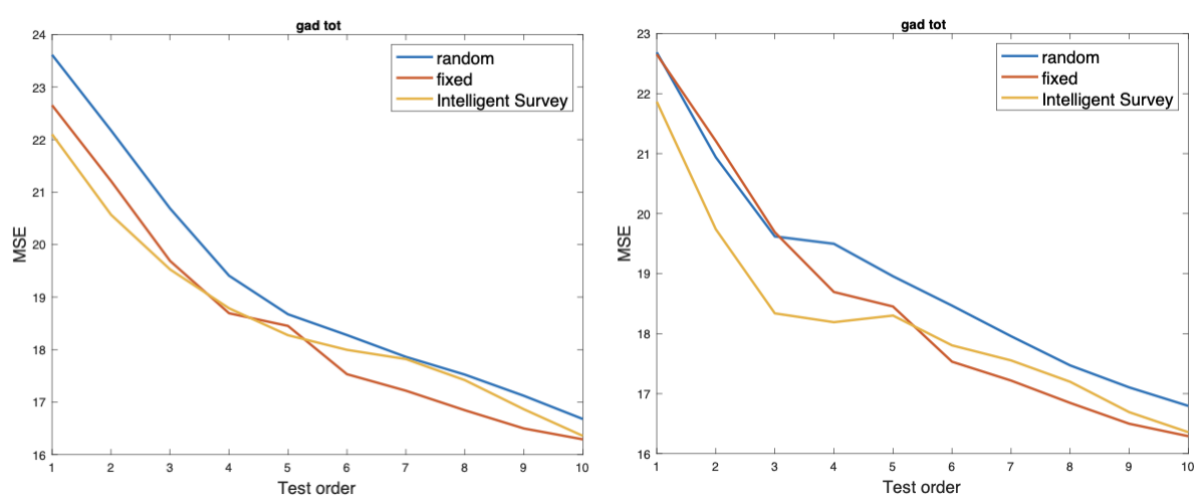 gad tot
24
23
22
21
20
19
18
17
16
MSE
random
fixed
Intelligent Survey
1 2 3 4 5 6 7 8 9 10
Test order
gad tot
23
22
21
20
19
18
17
16
MSE
random
fixed
Intelligent Survey
1 2 3 4 5 6 7 8 9 10
Test order